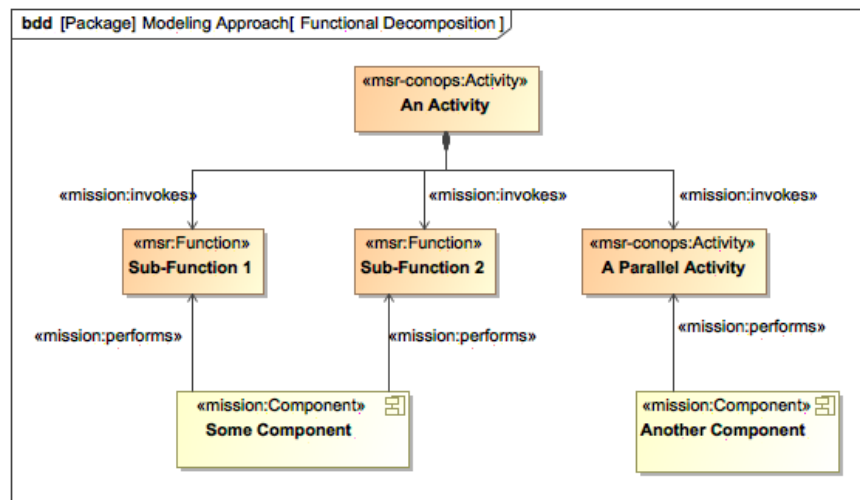 bdd [Package] Modeling Approach[ Functional Decomposition ]
«msr-conops:Activity»
An Activity
«mission:invokes»
«mission:invokes»
«mission:invokes»
«msr:Function»
Sub-Function 1
«msr:Function»
Sub-Function 2
«msr-conops:Activity»
A Parallel Activity
«mission:performs»
«mission:performs»
«mission:performs»
«mission:Component»
Some Component
«mission:Component»
Another Component